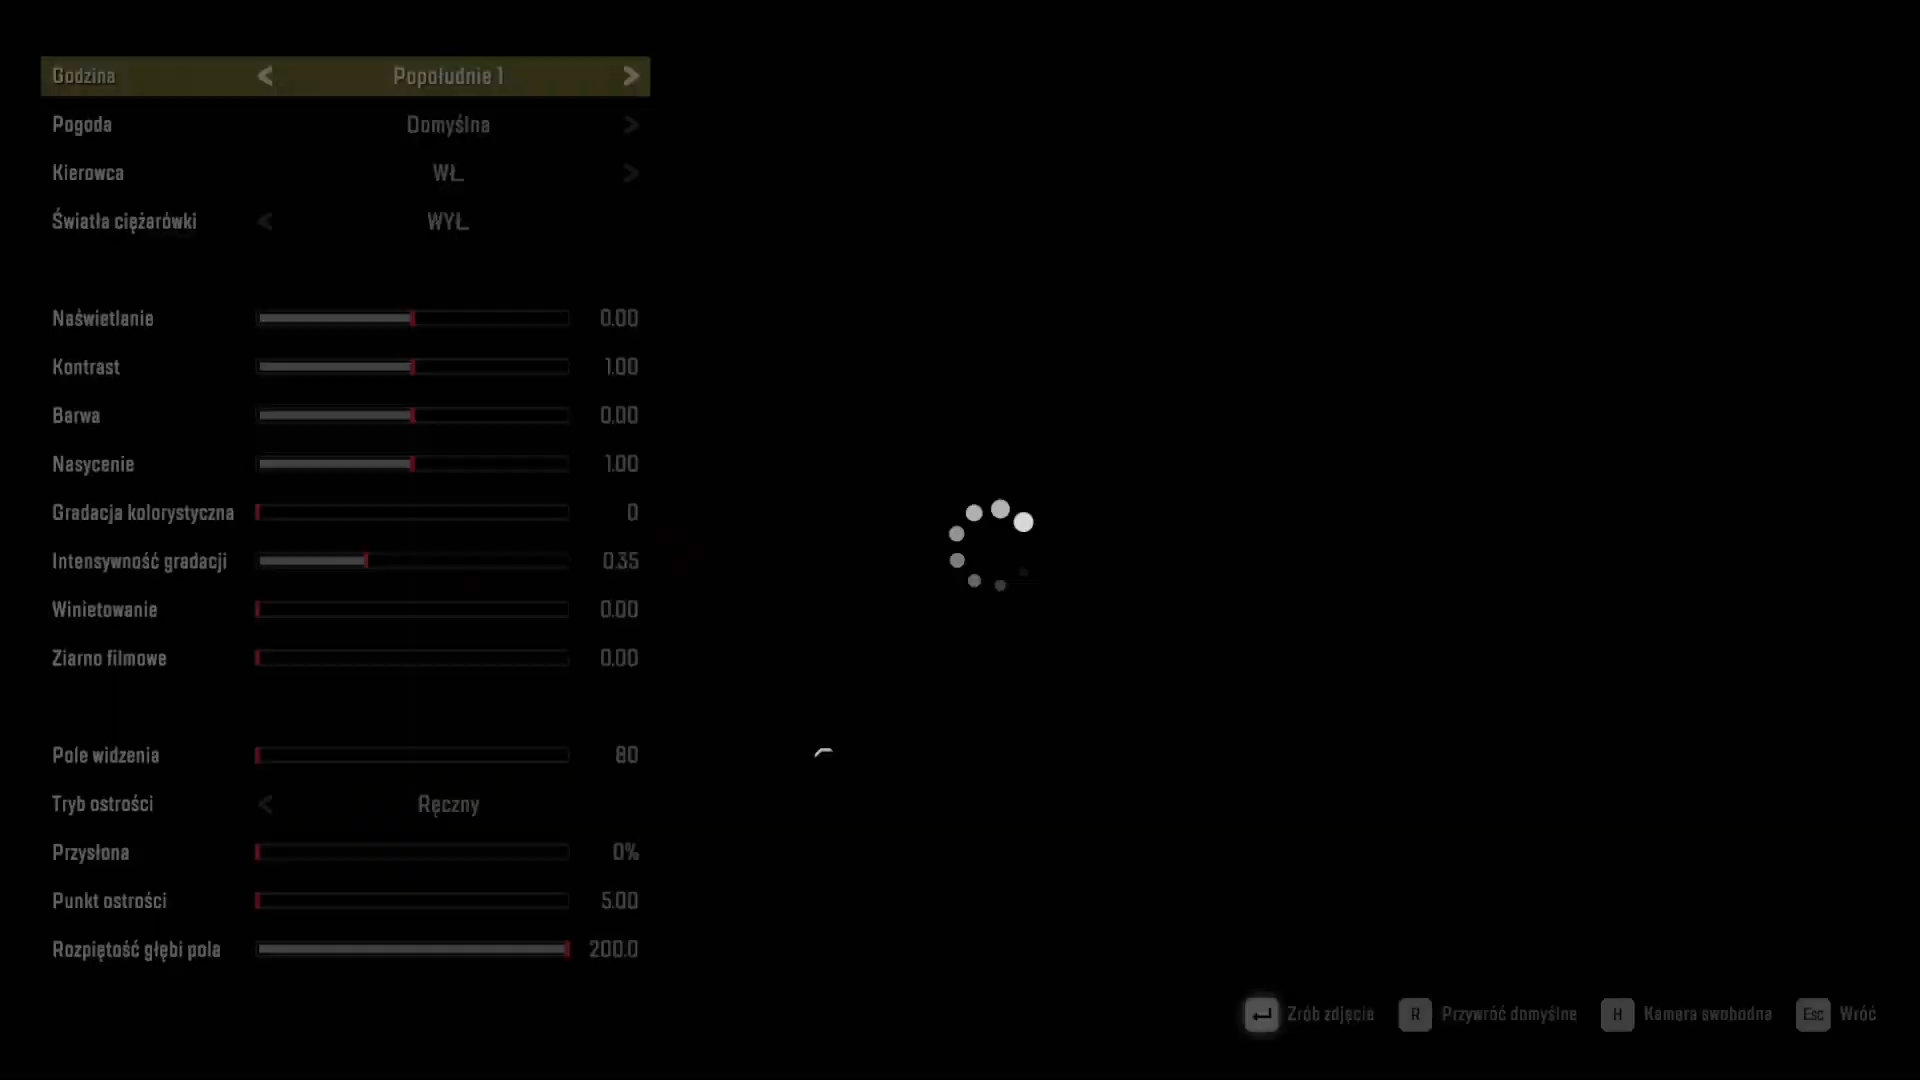 Godzina < Popołudnie 1 >
Pogoda Domyślna >
Kierowca WŁ. >
Światła ciężarówki < WYŁ.
Naświetlanie 0.00
Kontrast 1.00
Barwa 0.00
Nasycenie 1.00
Gradacja kolorystyczna 0
Intensywność gradacji 0.35
Winietowanie 0.00
Ziarno filmowe 0.00
Pole widzenia 80
Tryb ostrości < Ręczny
Przysłona 0%
Punkt ostrości 5.00
Rozpiętość głębi pola 200.0
Zrób zdjęcie R Przywróć domyślne H Kamera swobodna Esc Wróć